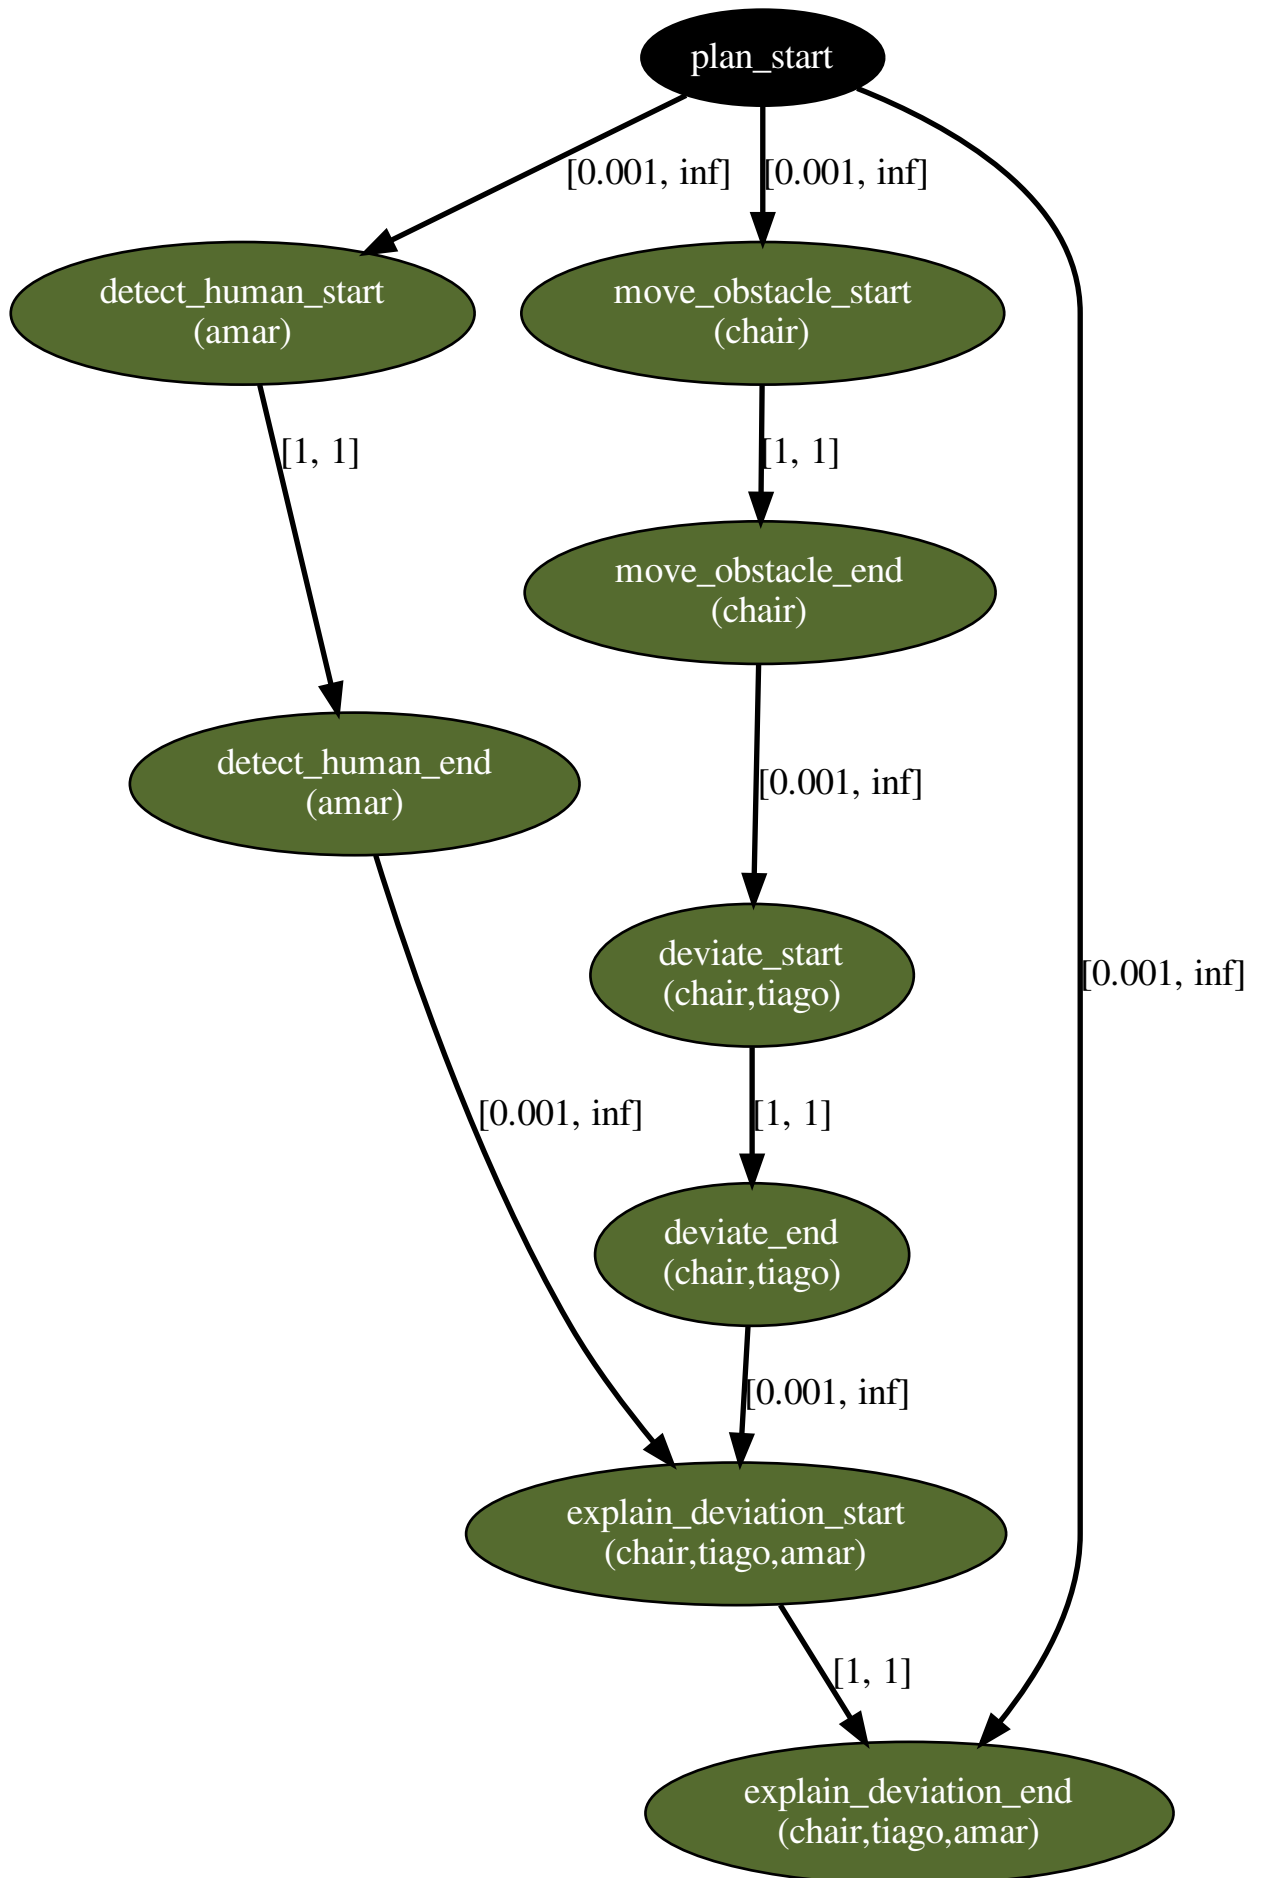 plan_start
[0.001, inf]
[0.001, inf]
detect_human_start
(amar)
move_obstacle_start
(chair)
[1, 1]
[1, 1]
move_obstacle_end
(chair)
detect_human_end
(amar)
[0.001, inf]
deviate_start
(chair,tiago)
[0.001, inf]
[0.001, inf]
[1, 1]
deviate_end
(chair,tiago)
[0.001, inf]
explain_deviation_start
(chair,tiago,amar)
[1, 1]
explain_deviation_end
(chair,tiago,amar)